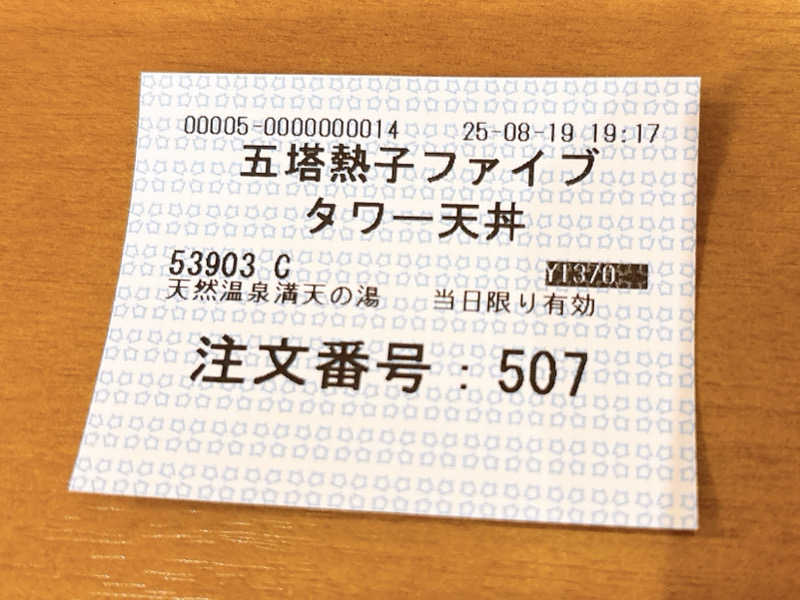 00005-0000000014 25-08-19 19:17
五塔熱子ファイブ
タワー天丼
53903 C YT370
天然温泉満天の湯 当日限り有効
注文番号：507